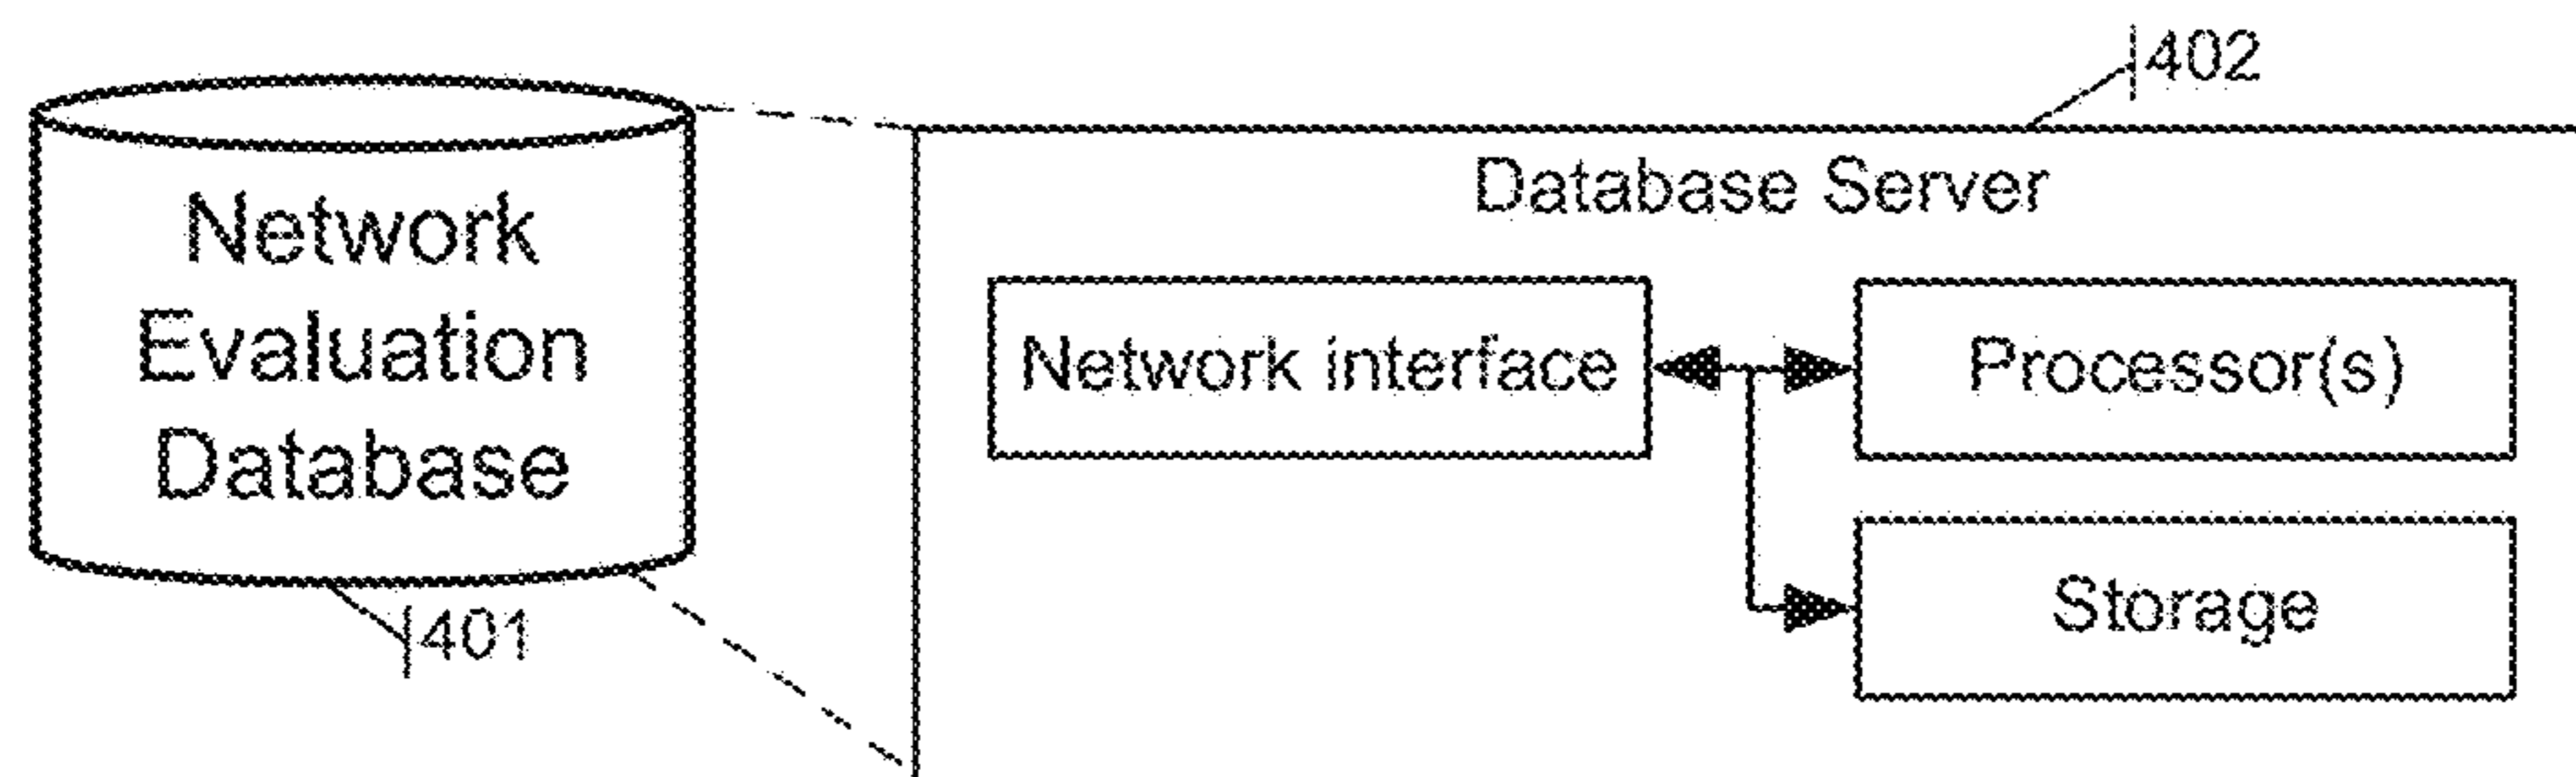 402
Database Server
Network
Evaluation
Database
Network interface
Processor(s)
Storage
401